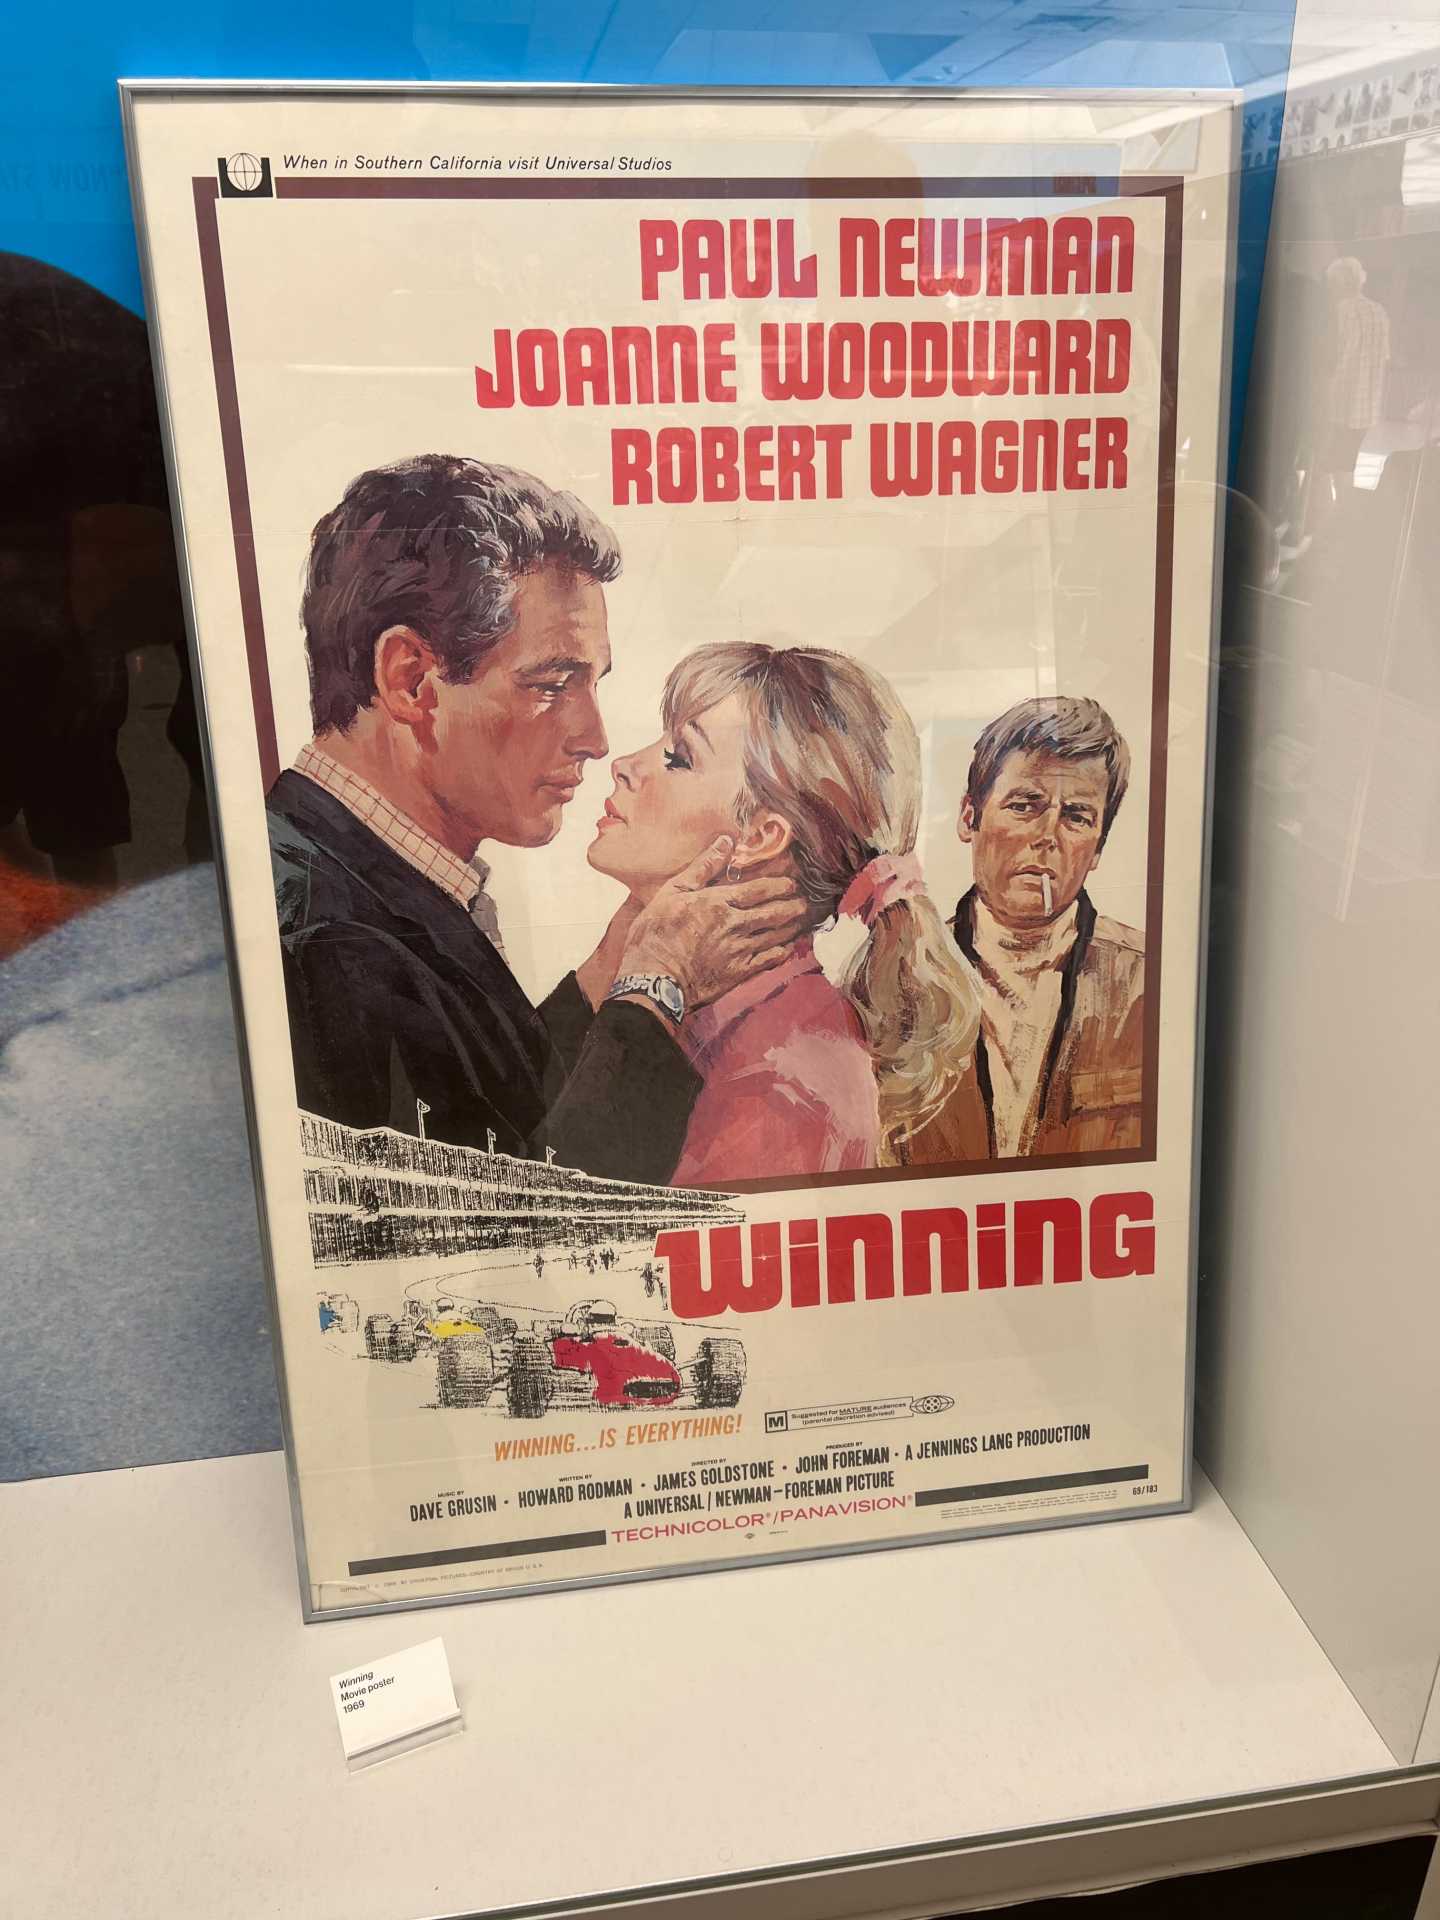 When in Southern California visit Universal Studios
PAUL NEWMAN
JOANNE WOODWARD
ROBERT WAGNER
WINNING
WINNING...IS EVERYTHING!
M Suggested for MATURE audiences
(parental discretion advised)
MUSIC BY
DAVE GRUSIN •
WRITTEN BY
HOWARD RODMAN •
DIRECTED BY
JAMES GOLDSTONE •
PRODUCED BY
JOHN FOREMAN • A JENNINGS LANG PRODUCTION
A UNIVERSAL/NEWMAN-FOREMAN PICTURE
TECHNICOLOR®/PANAVISION®
69/183
Winning
Movie poster
1969